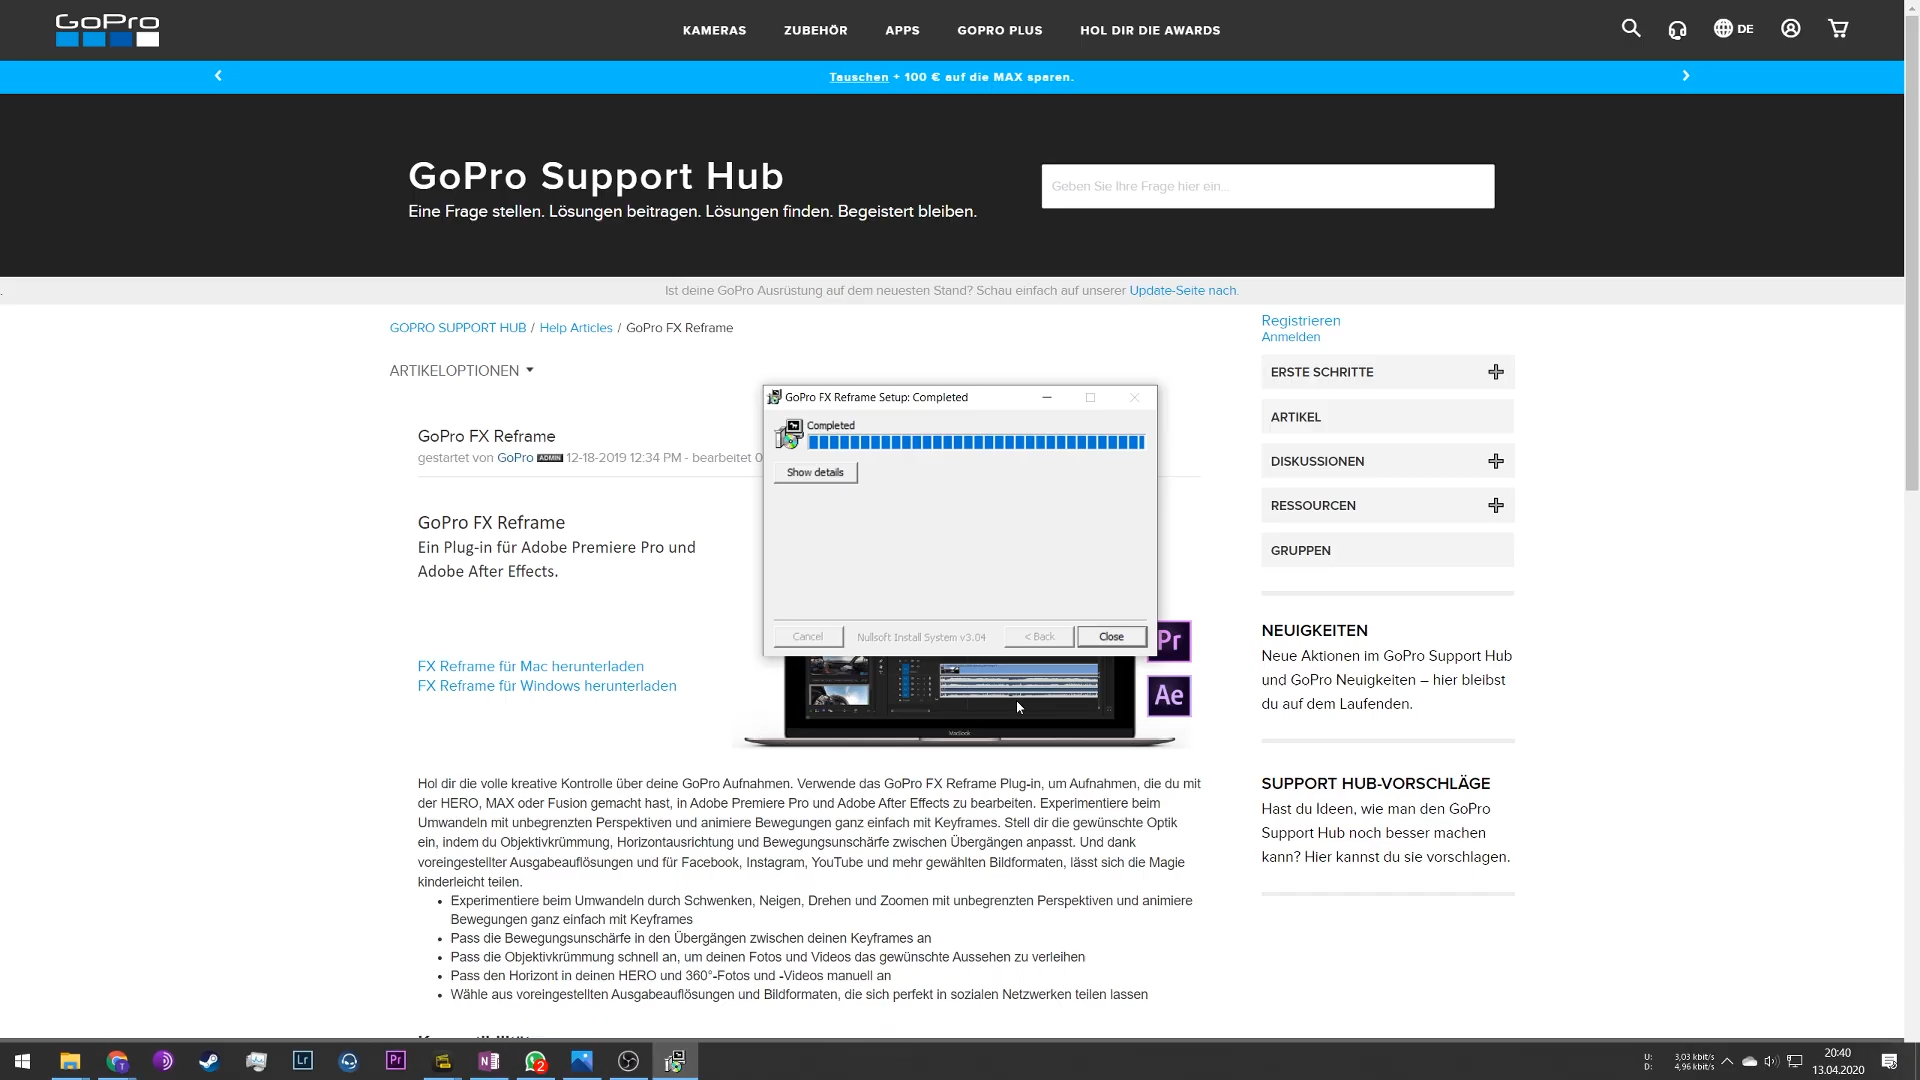 GoPro
KAMERAS ZUBEHÖR APPS GOPRO PLUS HOL DIR DIE AWARDS
DE
Tauschen + 100 € auf die MAX sparen.
GoPro Support Hub
Eine Frage stellen. Lösungen beitragen. Lösungen finden. Begeistert bleiben.
Geben Sie Ihre Frage hier ein...
Ist deine GoPro Ausrüstung auf dem neuesten Stand? Schau einfach auf unserer Update-Seite nach.
GOPRO SUPPORT HUB / Help Articles / GoPro FX Reframe
ARTIKELOPTIONEN
GoPro FX Reframe
gestartet von GoPro ADMIN 12-18-2019 12:34 PM - bearbeitet 0
GoPro FX Reframe
Ein Plug-in für Adobe Premiere Pro und
Adobe After Effects.
FX Reframe für Mac herunterladen
FX Reframe für Windows herunterladen
GoPro FX Reframe Setup: Completed
Completed
Show details
Cancel
Nullsoft Install System v3.04
< Back
Close
Pr
Ae
MacBook
Hol dir die volle kreative Kontrolle über deine GoPro Aufnahmen. Verwende das GoPro FX Reframe Plug-in, um Aufnahmen, die du mit
der HERO, MAX oder Fusion gemacht hast, in Adobe Premiere Pro und Adobe After Effects zu bearbeiten. Experimentiere beim
Umwandeln mit unbegrenzten Perspektiven und animiere Bewegungen ganz einfach mit Keyframes. Stell dir die gewünschte Optik
ein, indem du Objektivkrümmung, Horizontausrichtung und Bewegungsunschärfe zwischen Übergängen anpasst. Und dank
voreingestellter Ausgabeauflösungen und für Facebook, Instagram, YouTube und mehr gewählten Bildformaten, lässt sich die Magie
kinderleicht teilen.
• Experimentiere beim Umwandeln durch Schwenken, Neigen, Drehen und Zoomen mit unbegrenzten Perspektiven und animiere
Bewegungen ganz einfach mit Keyframes
• Pass die Bewegungsunschärfe in den Übergängen zwischen deinen Keyframes an
• Pass die Objektivkrümmung schnell an, um deinen Fotos und Videos das gewünschte Aussehen zu verleihen
• Pass den Horizont in deinen HERO und 360°-Fotos und -Videos manuell an
• Wähle aus voreingestellten Ausgabeauflösungen und Bildformaten, die sich perfekt in sozialen Netzwerken teilen lassen
Registrieren
Anmelden
ERSTE SCHRITTE
ARTIKEL
DISKUSSIONEN
RESSOURCEN
GRUPPEN
NEUIGKEITEN
Neue Aktionen im GoPro Support Hub
und GoPro Neuigkeiten – hier bleibst
du auf dem Laufenden.
SUPPORT HUB-VORSCHLÄGE
Hast du Ideen, wie man den GoPro
Support Hub noch besser machen
kann? Hier kannst du sie vorschlagen.
T
Lr
Pr
N
2
U: 3,03 kbit/s
D: 4,96 kbit/s
20:40
13.04.2020